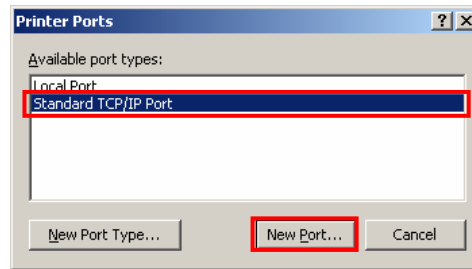 Printer Ports
Available port types:
Local Port
Standard TCP/IP Port
New Port Type...
New Port...
Cancel